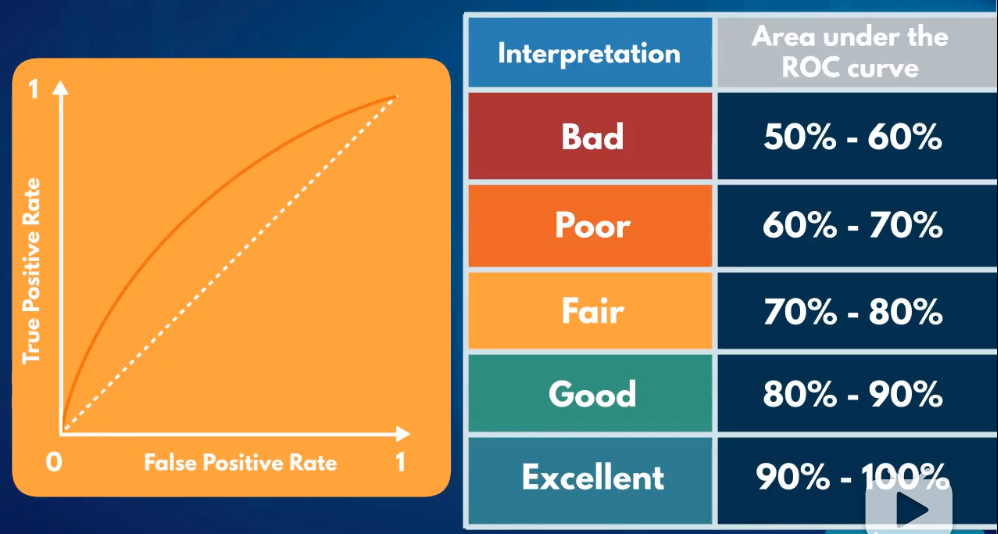 1
True Positive Rate
0
False Positive Rate
1
Interpretation
Area under the
ROC curve
Bad
50% - 60%
Poor
60% - 70%
Fair
70% - 80%
Good
80% - 90%
Excellent
90% - 100%